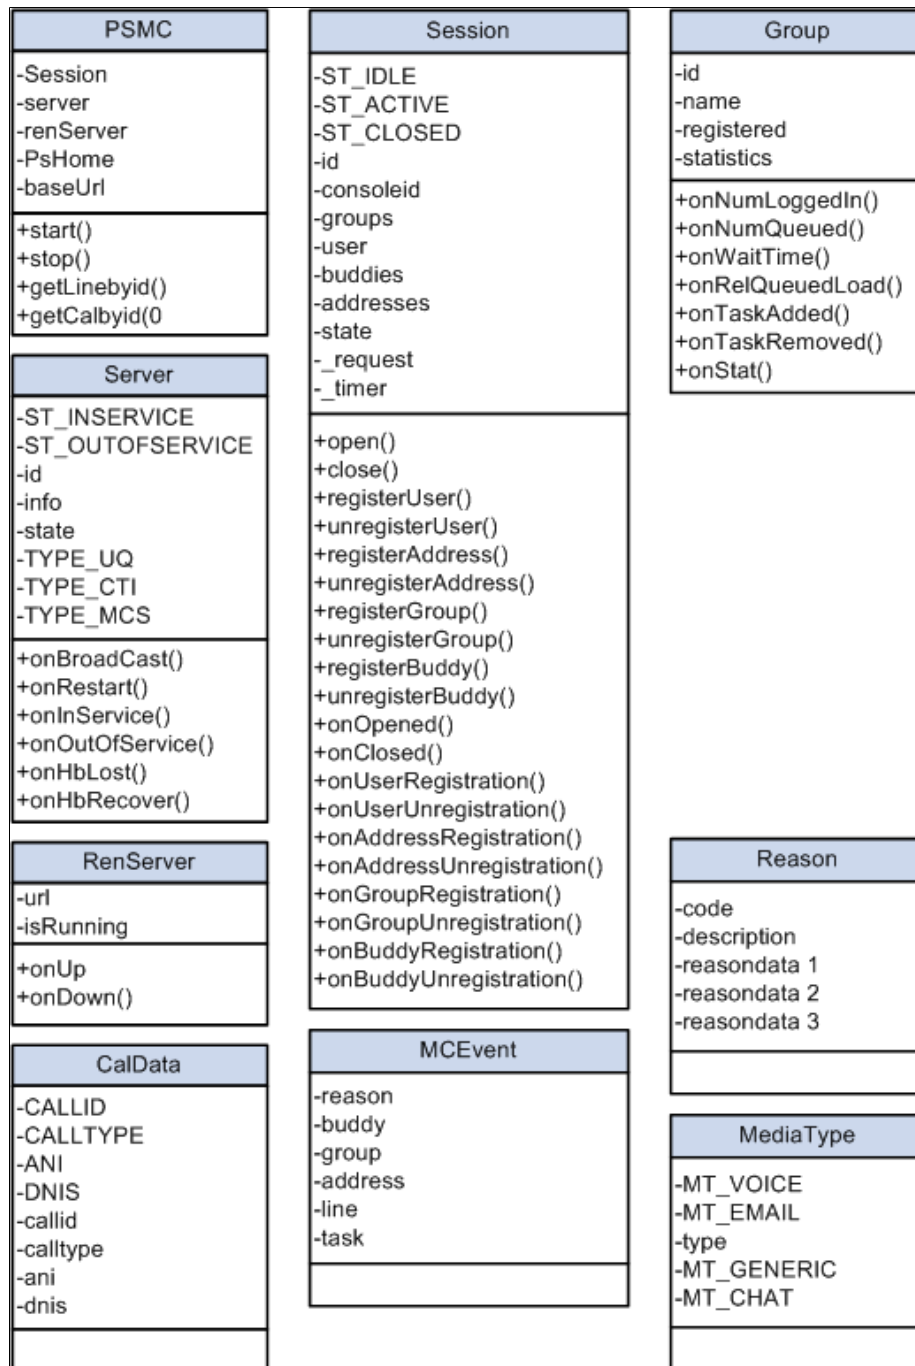 PSMC
-Session
-server
-renServer
-PsHome
-baseUrl
+start()
+stop()
+getLinebyid()
+getCalbyid(0
Server
-ST_INSERVICE
-ST_OUTOFSERVICE
-id
-info
-state
-TYPE_UQ
-TYPE_CTI
-TYPE_MCS
+onBroadCast()
+onRestart()
+onInService()
+onOutOfService()
+onHbLost()
+onHbRecover()
RenServer
-url
-isRunning
+onUp
+onDown()
CalData
-CALLID
-CALLTYPE
-ANI
-DNIS
-callid
-calltype
-ani
-dnis
Session
-ST_IDLE
-ST_ACTIVE
-ST_CLOSED
-id
-consoleid
-groups
-user
-buddies
-addresses
-state
-_request
-_timer
+open()
+close()
+registerUser()
+unregisterUser()
+registerAddress()
+unregisterAddress()
+registerGroup()
+unregisterGroup()
+registerBuddy()
+unregisterBuddy()
+onOpened()
+onClosed()
+onUserRegistration()
+onUserUnregistration()
+onAddressRegistration()
+onAddressUnregistration()
+onGroupRegistration()
+onGroupUnregistration()
+onBuddyRegistration()
+onBuddyUnregistration()
MCEvent
-reason
-buddy
-group
-address
-line
-task
Group
-id
-name
-registered
-statistics
+onNumLoggedIn()
+onNumQueued()
+onWaitTime()
+onRelQueuedLoad()
+onTaskAdded()
+onTaskRemoved()
+onStat()
Reason
-code
-description
-reasondata 1
-reasondata 2
-reasondata 3
MediaType
-MT_VOICE
-MT_EMAIL
-type
-MT_GENERIC
-MT_CHAT